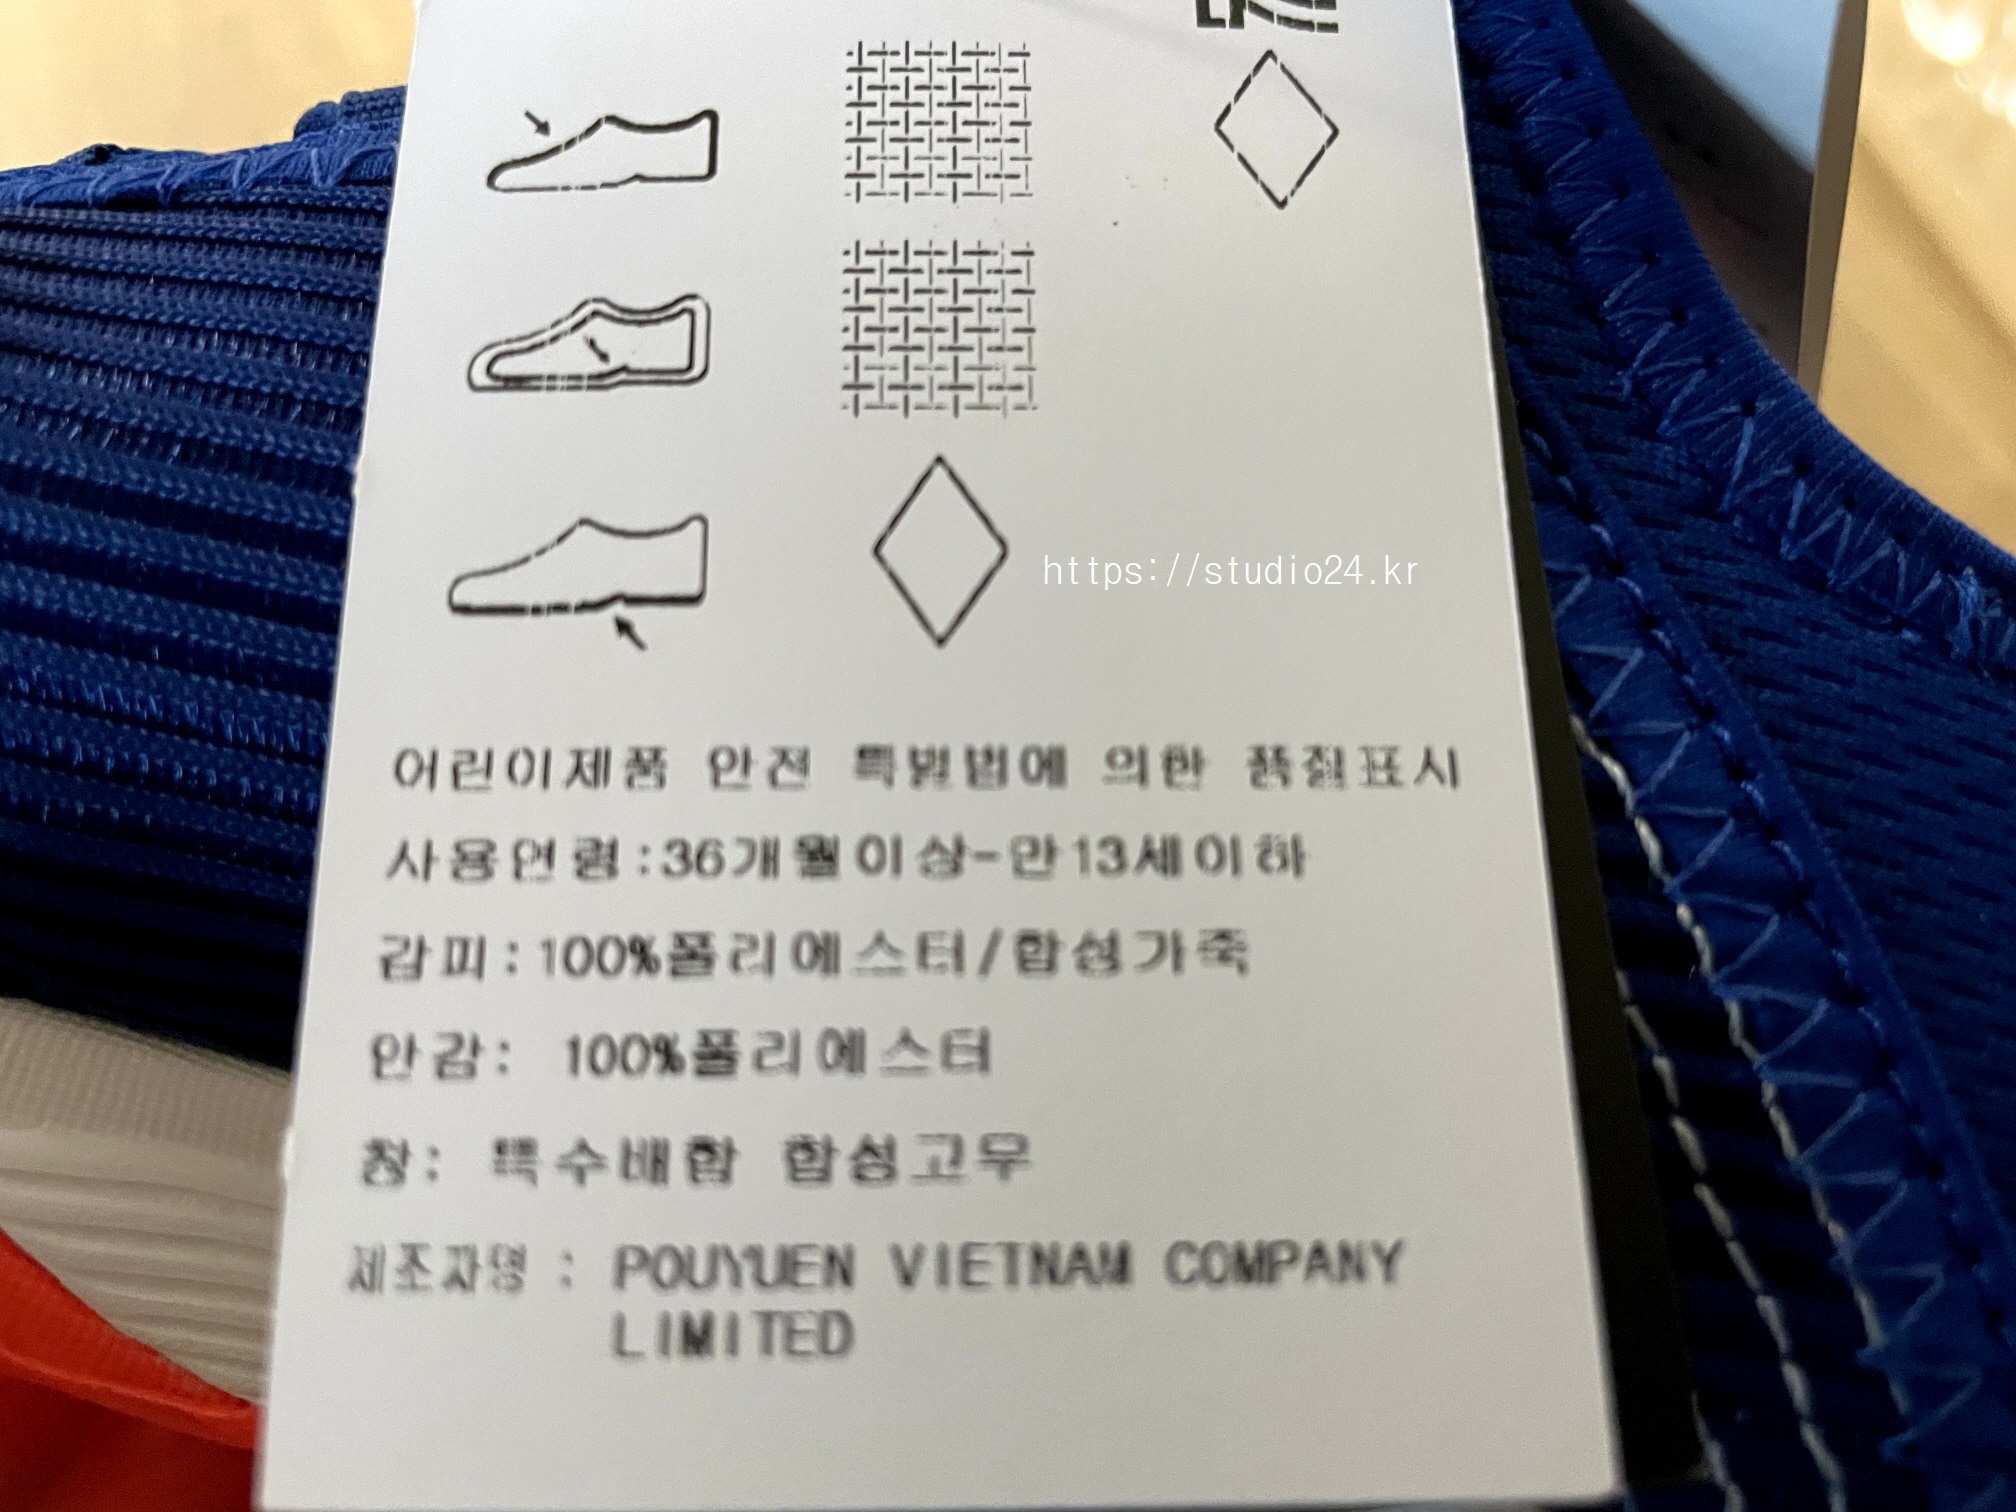 https://studio24.kr
어린이제품 안전 특별법에 의한 품질표시
사용연령:36개월이상-만13세이하
갑피:100%폴리에스터/합성가죽
안감: 100%폴리에스터
창: 특수배합 합성고무
제조자명 : POUYUEN VIETNAM COMPANY
LIMITED